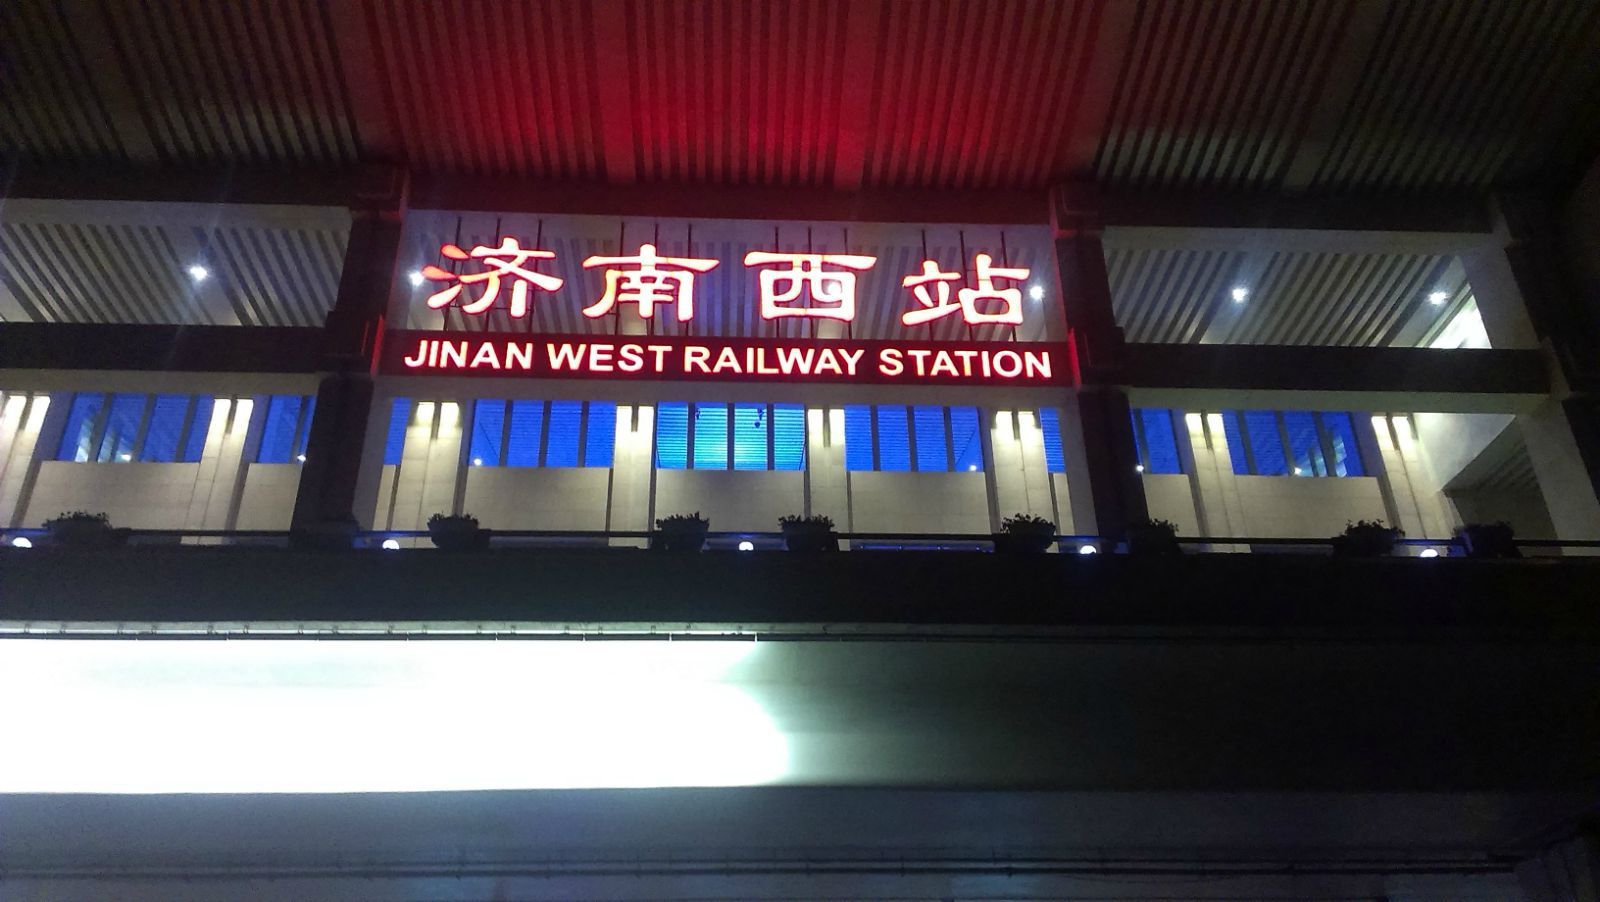 济南西站
JINAN WEST RAILWAY STATION